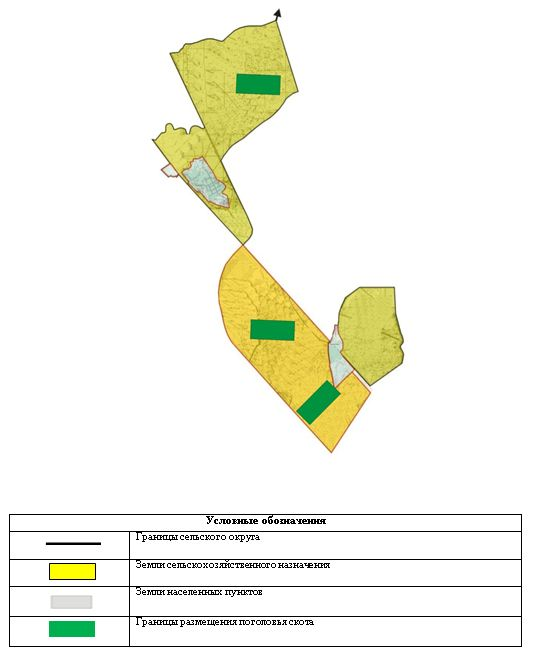 Условные обозначения
Границы сельского округа
Земли сельскохозяйственного назначения
Земли населенных пунктов
Границы размещения поголовья скота